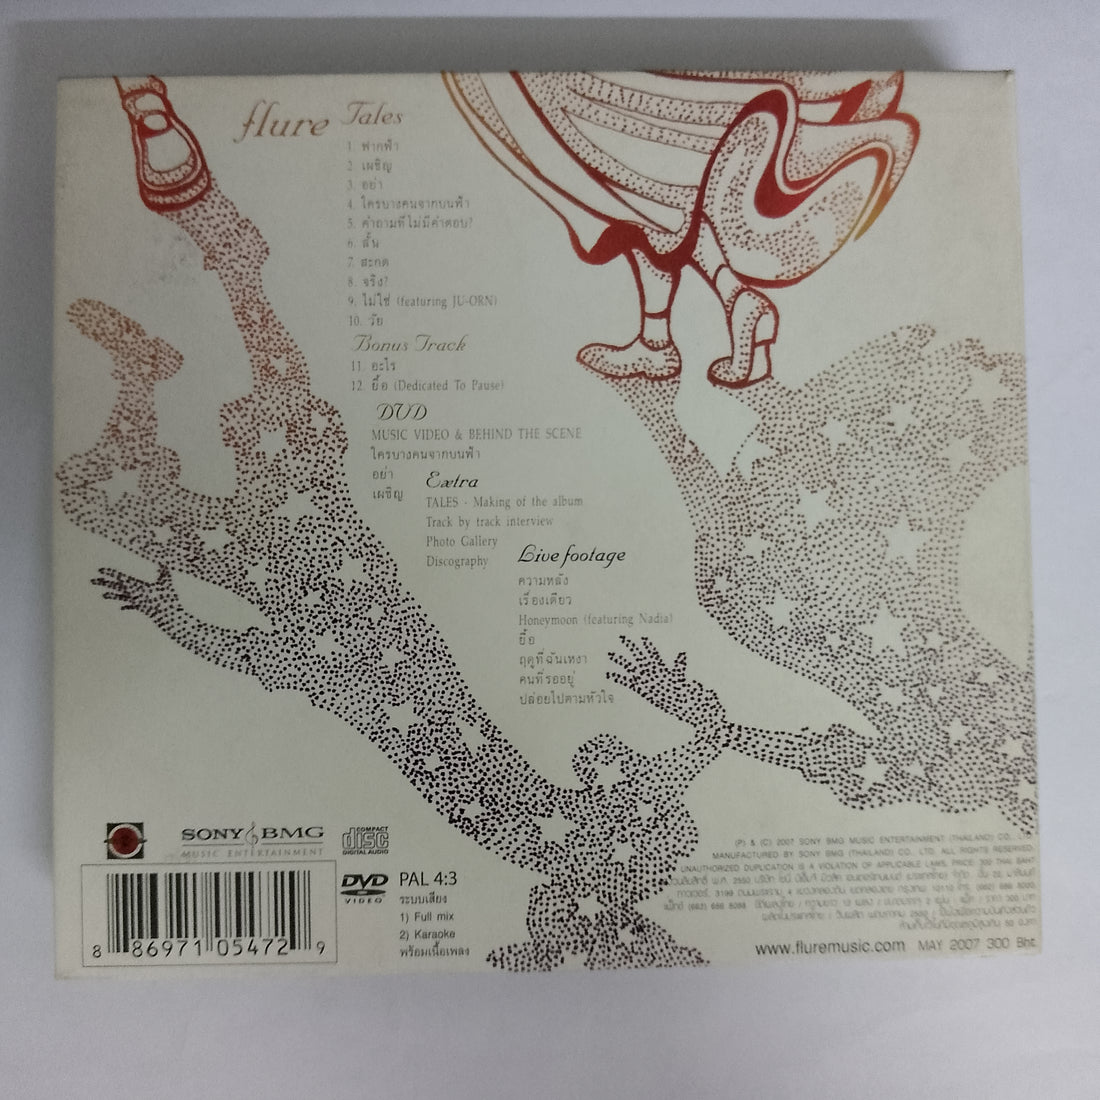 flure Tales
1. ฟากฟ้า
2. เผชิญ
3. อย่า
4. ใครบางคนจากบนฟ้า
5. คำถามที่ไม่มีคำตอบ?
6. สั้น
7. สะกด
8. จริง?
9. ไม่ใช่ (featuring JU-ORN)
10. วัย
Bonus Track
11. อะไร
12. ยื้อ (Dedicated To Pause)
DVD
MUSIC VIDEO & BEHIND THE SCENE
ใครบางคนจากบนฟ้า
อย่า
เผชิญ
Extra
TALES - Making of the album
Track by track interview
Photo Gallery
Discography
Live footage
ความหลัง
เรื่องเดียว
Honeymoon (featuring Nadia)
ยื้อ
ฤดูที่ฉันเหงา
คนที่รออยู่
ปล่อยไปตามหัวใจ
SONY BMG
MUSIC ENTERTAINMENT
COMPACT
disc
DIGITAL AUDIO
DVD
VIDEO
PAL 4:3
ระบบเสียง
1) Full mix
2) Karaoke
พร้อมเนื้อเพลง
8 86971 05472 9
(P) & (C) 2007 SONY BMG MUSIC ENTERTAINMENT (THAILAND) CO., LTD.
MANUFACTURED BY SONY BMG (THAILAND) CO., LTD. ALL RIGHTS RESERVED.
UNAUTHORIZED DUPLICATION IS A VIOLATION OF APPLICABLE LAWS. PRICE: 300 THAI BAHT
www.fluremusic.com MAY 2007 300 Bht.